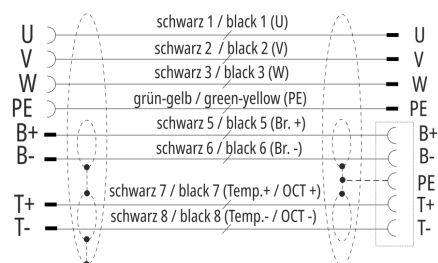 U schwarz 1 / black 1 (U) U
V schwarz 2 / black 2 (V) V
W schwarz 3 / black 3 (W) W
PE grün-gelb / green-yellow (PE) PE
B+ schwarz 5 / black 5 (Br. +) B+
B- schwarz 6 / black 6 (Br. -) B-
PE
T+ schwarz 7 / black 7 (Temp.+ / OCT +) T+
T- schwarz 8 / black 8 (Temp.- / OCT -) T-